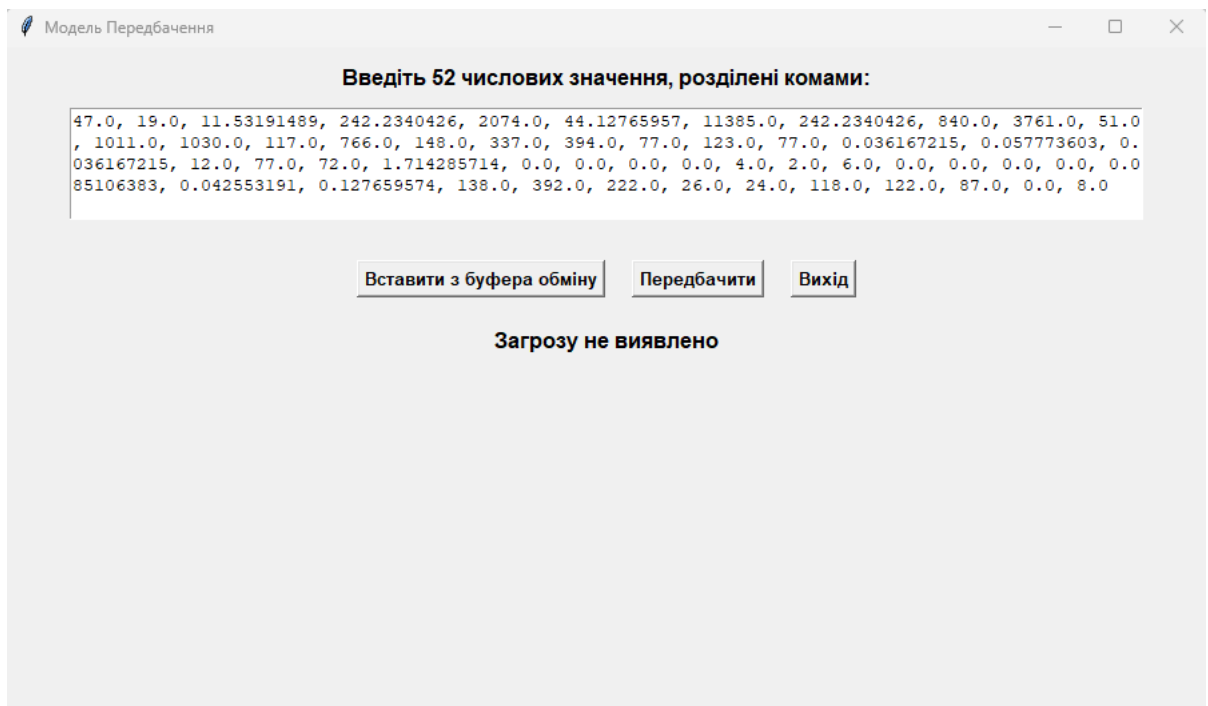 Модель Передбачення
Введіть 52 числових значення, розділені комами:
47.0, 19.0, 11.53191489, 242.2340426, 2074.0, 44.12765957, 11385.0, 242.2340426, 840.0, 3761.0, 51.0
, 1011.0, 1030.0, 117.0, 766.0, 148.0, 337.0, 394.0, 77.0, 123.0, 77.0, 0.036167215, 0.057773603, 0.
036167215, 12.0, 77.0, 72.0, 1.714285714, 0.0, 0.0, 0.0, 0.0, 4.0, 2.0, 6.0, 0.0, 0.0, 0.0, 0.0, 0.0
85106383, 0.042553191, 0.127659574, 138.0, 392.0, 222.0, 26.0, 24.0, 118.0, 122.0, 87.0, 0.0, 8.0
Вставити з буфера обміну Передбачити Вихід
Загрозу не виявлено